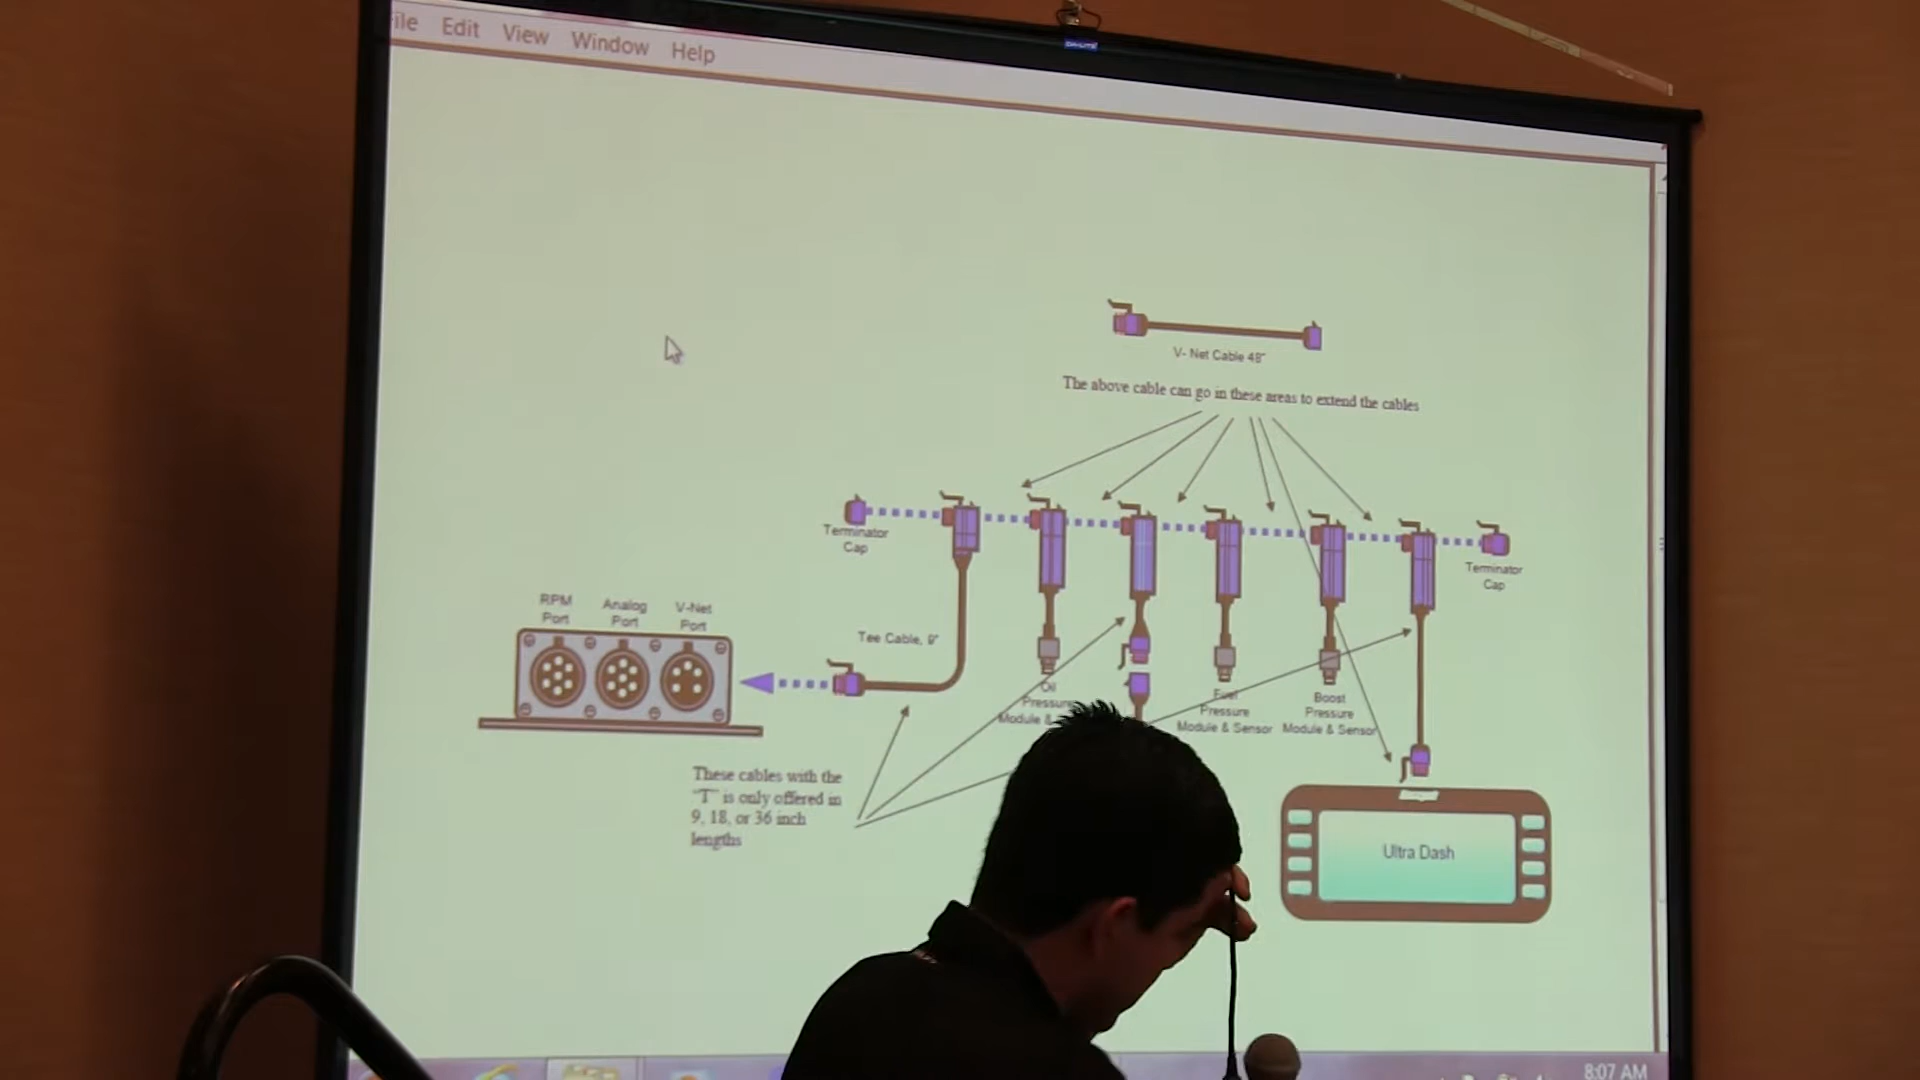 File Edit View Window Help
DA-LITE
V- Net Cable 48"
The above cable can go in these areas to extend the cables
Terminator
Cap
Terminator
Cap
RPM
Port
Analog
Port
V-Net
Port
Tee Cable, 9"
Oil
Pressure
Module &
Fuel
Pressure
Module & Sensor
Boost
Pressure
Module & Sensor
These cables with the
"T" is only offered in
9, 18, or 36 inch
lengths
Ultra Dash
8:07 AM